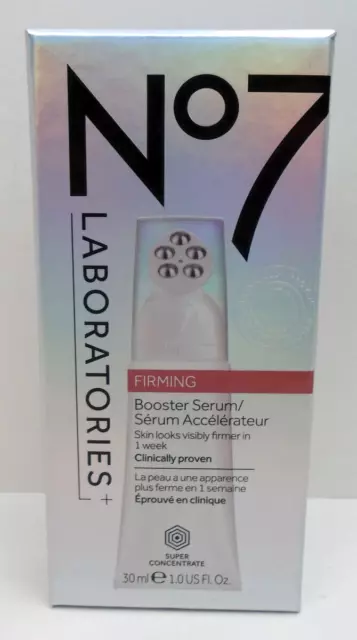 No7
LABORATORIES +
FIRMING
Booster Serum/
Sérum Accélérateur
Skin looks visibly firmer in
1 week
Clinically proven
La peau a une apparence
plus ferme en 1 semaine
Éprouvé en clinique
SUPER
CONCENTRATE
30 ml ℮ 1.0 US Fl. Oz.